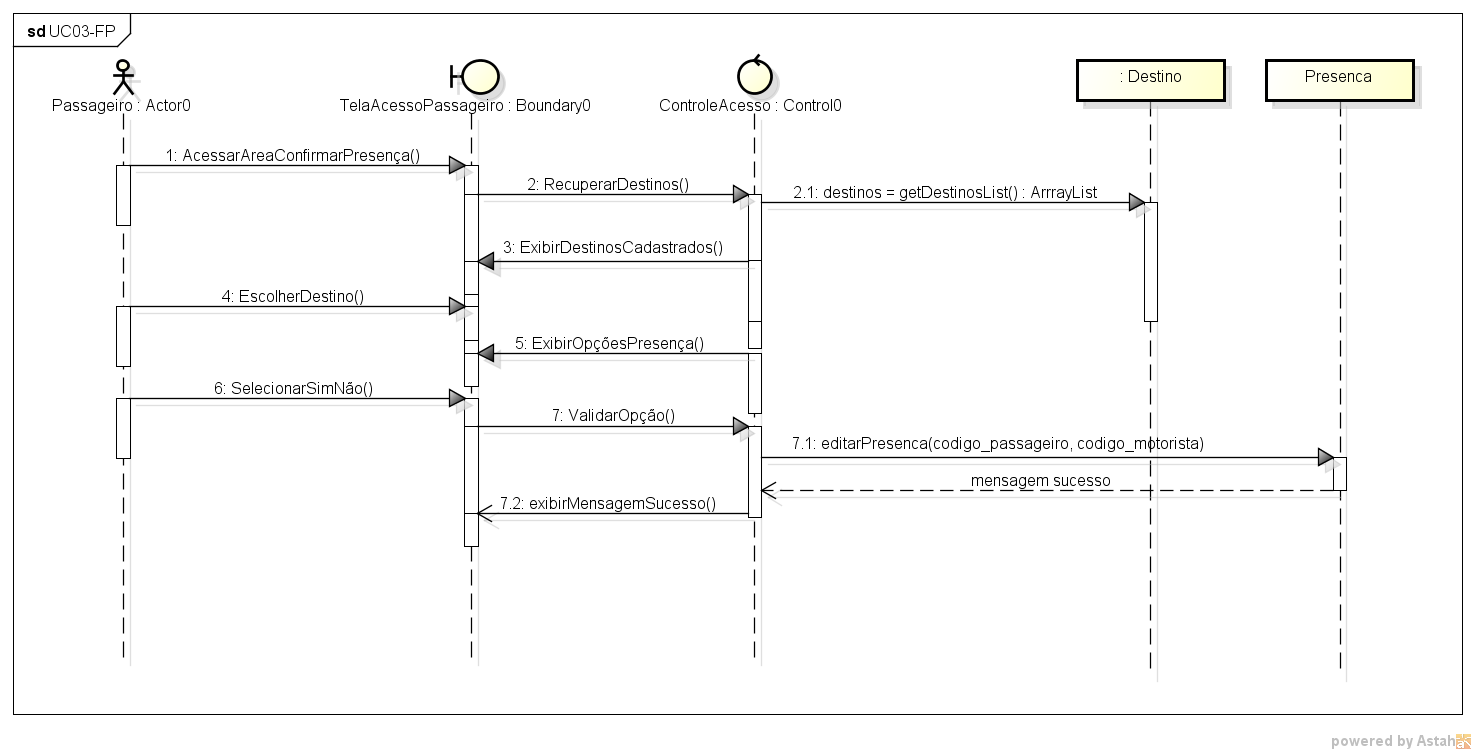 sd UC03-FP
Passageiro : Actor0
TelaAcessoPassageiro : Boundary0
ControleAcesso : Control0
: Destino
Presenca
1: AcessarAreaConfirmarPresença()
2: RecuperarDestinos()
2.1: destinos = getDestinosList() : ArrrayList
3: ExibirDestinosCadastrados()
4: EscolherDestino()
5: ExibirOpçõesPresença()
6: SelecionarSimNão()
7: ValidarOpção()
7.1: editarPresenca(codigo_passageiro, codigo_motorista)
mensagem sucesso
7.2: exibirMensagemSucesso()
powered by Astah